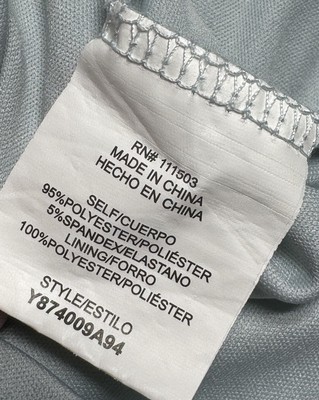 RN# 111503
MADE IN CHINA
HECHO EN CHINA
SELF/CUERPO
95%POLYESTER/POLIÉSTER
5%SPANDEX/ELASTANO
LINING/FORRO
100%POLYESTER/POLIÉSTER
STYLE/ESTILO
Y874009A94